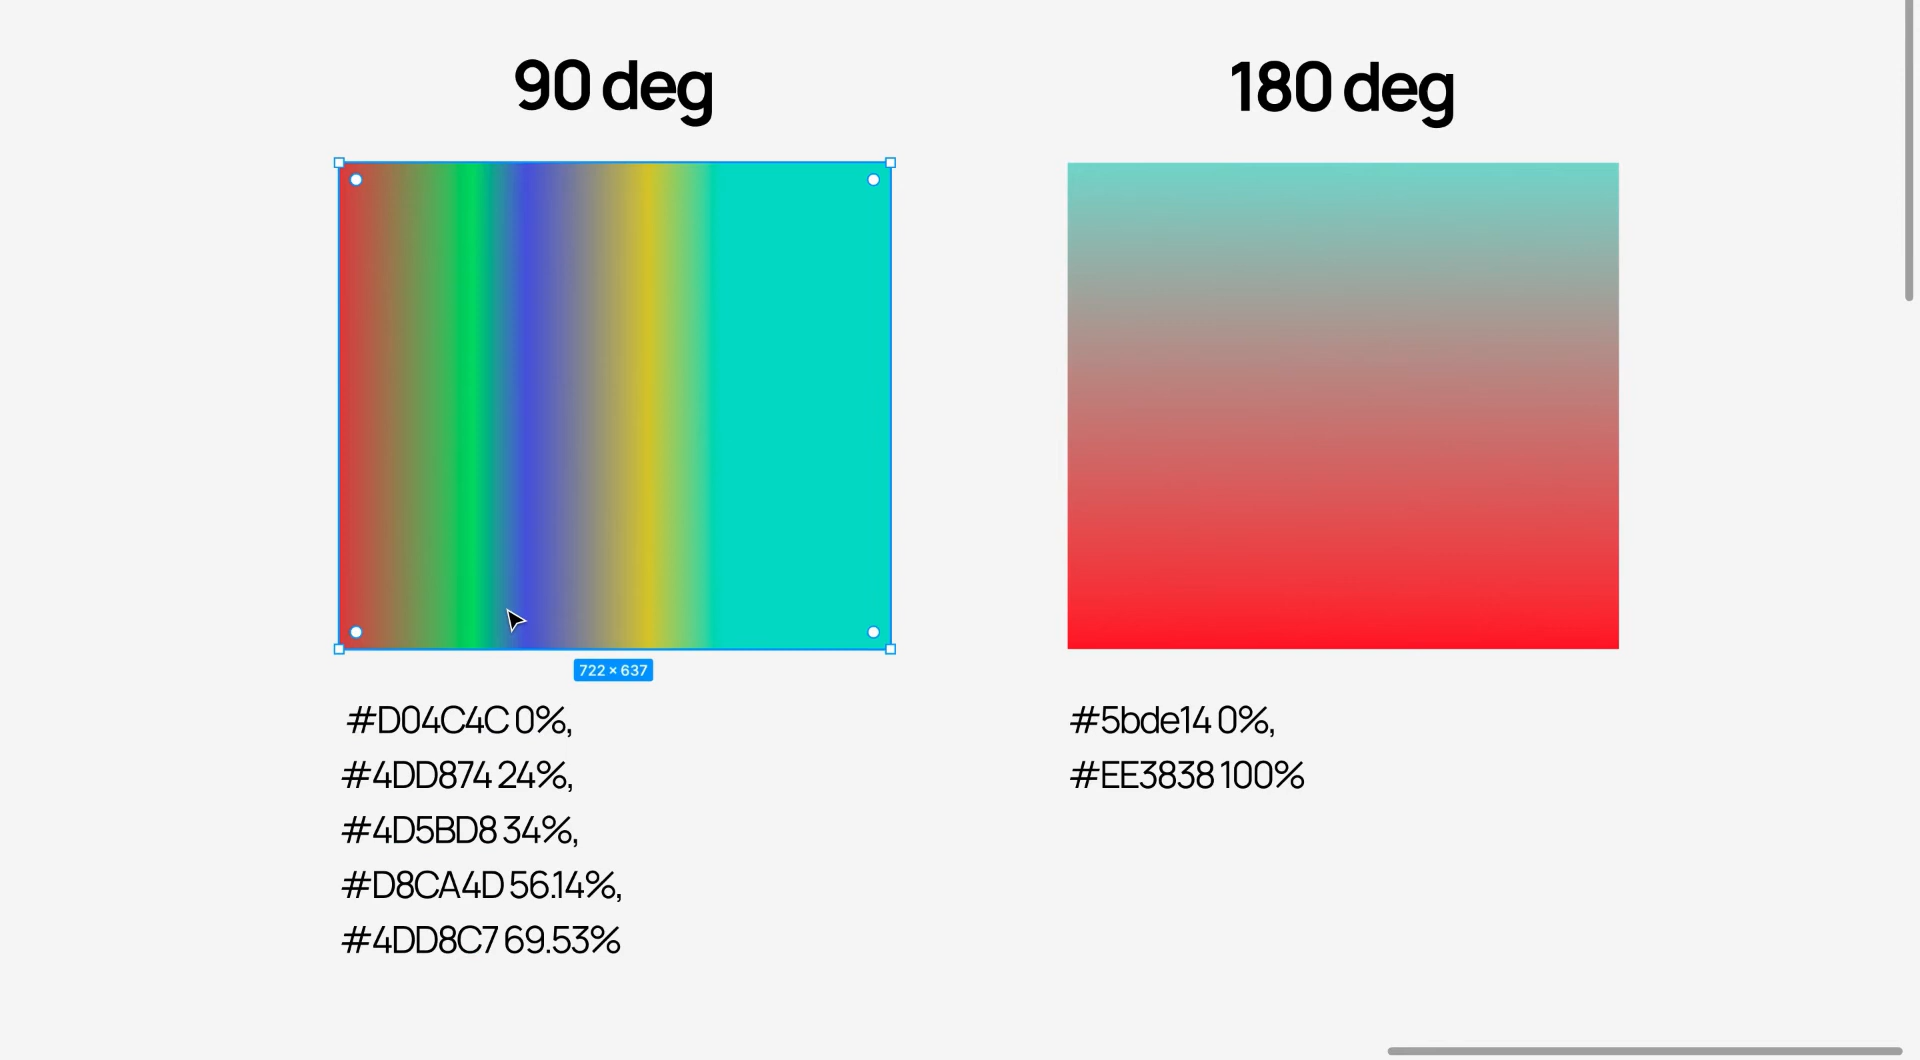 90 deg
180 deg
722 × 637
#D04C4C 0%,
#4DD874 24%,
#4D5BD8 34%,
#D8CA4D 56.14%,
#4DD8C7 69.53%
#5bde14 0%,
#EE3838 100%